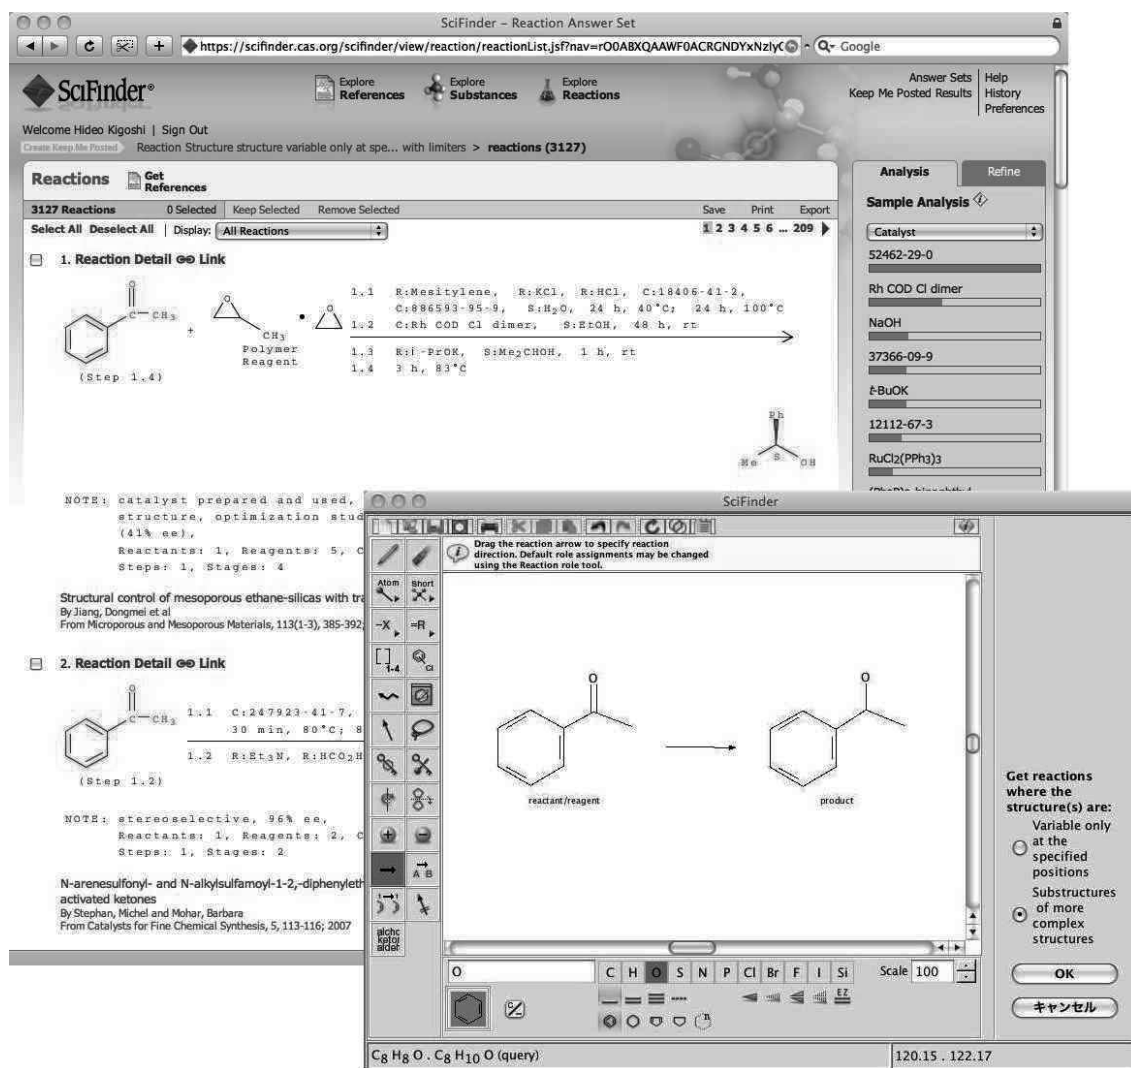 SciFinder – Reaction Answer Set
https://scifinder.cas.org/scifinder/view/reaction/reactionList.jsf?nav=rO0ABXQAAWF0ACRGNDYxNzIyC
Google
SciFinder®
Explore References
Explore Substances
Explore Reactions
Answer Sets
Keep Me Posted Results
Help
History
Preferences
Welcome Hideo Kigoshi | Sign Out
Create Keep Me Posted
Reaction Structure structure variable only at spe... with limiters > reactions (3127)
Reactions
Get References
3127 Reactions 0 Selected Keep Selected Remove Selected Save Print Export
Select All Deselect All Display: All Reactions 1 2 3 4 5 6 ... 209
Analysis Refine
Sample Analysis
Catalyst
52462-29-0
Rh COD Cl dimer
NaOH
37366-09-9
t-BuOK
12112-67-3
RuCl2(PPh3)3
1. Reaction Detail Link
O
C CH3
+
O
CH3
Polymer
Reagent
•
O
(Step 1.4)
1.1 R:Mesitylene, R:KCl, R:HCl, C:18406-41-2,
C:886593-95-9, S:H2O, 24 h, 40°C; 24 h, 100°C
1.2 C:Rh COD Cl dimer, S:EtOH, 48 h, rt
1.3 R:i-PrOK, S:Me2CHOH, 1 h, rt
1.4 3 h, 83°C
Ph
Me S OH
NOTE: catalyst prepared and used,
structure, optimization stud
(41% ee),
Reactants: 1, Reagents: 5, C
Steps: 1, Stages: 4
Structural control of mesoporous ethane-silicas with tra
By Jiang, Dongmei et al
From Microporous and Mesoporous Materials, 113(1-3), 385-392;
2. Reaction Detail Link
O
C CH3
(Step 1.2)
1.1 C:247923-41-7,
30 min, 80°C; 8
1.2 R:Et3N, R:HCO2H
NOTE: stereoselective, 96% ee,
Reactants: 1, Reagents: 2, C
Steps: 1, Stages: 2
N-arenesulfonyl- and N-alkylsulfamoyl-1-2,-diphenyleth
activated ketones
By Stephan, Michel and Mohar, Barbara
From Catalysts for Fine Chemical Synthesis, 5, 113-116; 2007
SciFinder
Drag the reaction arrow to specify reaction
direction. Default role assignments may be changed
using the Reaction role tool.
Atom Short
-X =R
1-4 Cl
A B
alchc
ketor
alder
O
reactant/reagent
O
product
Get reactions
where the
structure(s) are:
Variable only
at the
specified
positions
Substructures
of more
complex
structures
OK
キャンセル
O
C H O S N P Cl Br F I Si
Scale 100
EZ
n
C8 H8 O . C8 H10 O (query)
120.15 . 122.17